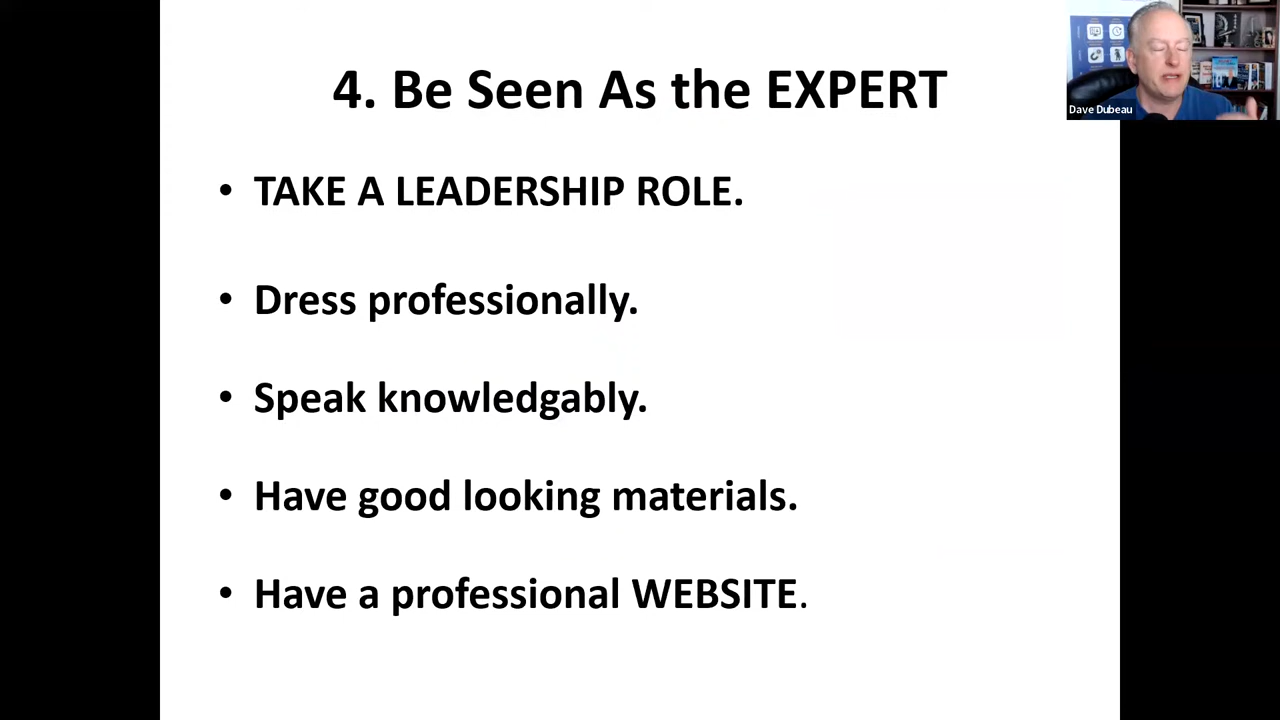 4. Be Seen As the EXPERT
Dave Dubeau
• TAKE A LEADERSHIP ROLE.
• Dress professionally.
• Speak knowledgably.
• Have good looking materials.
• Have a professional WEBSITE.